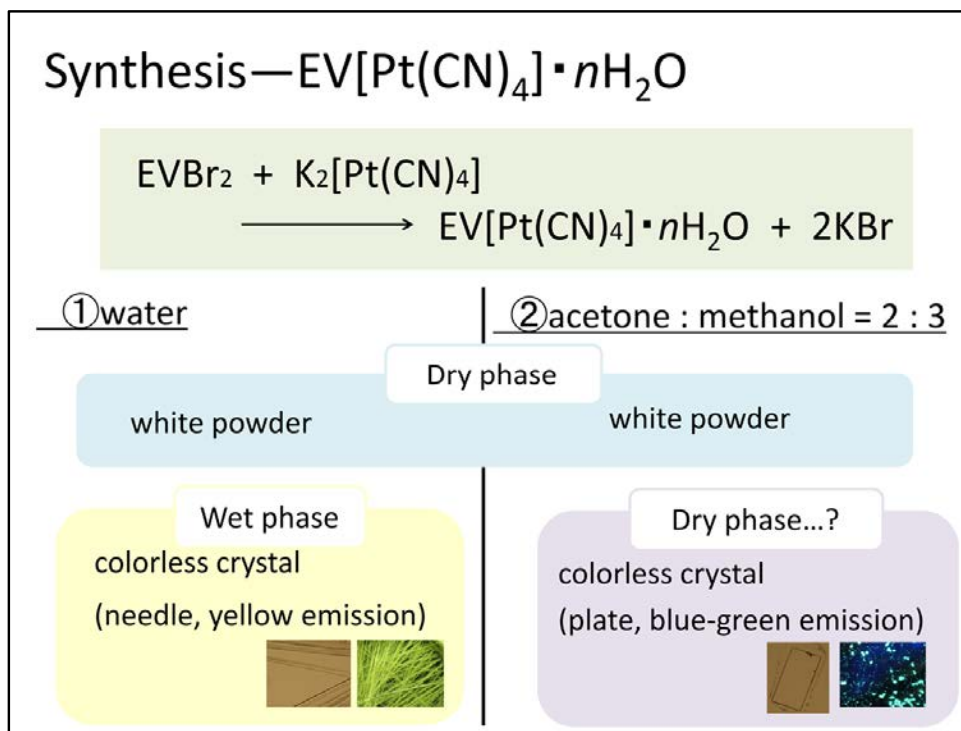 Synthesis—EV[Pt(CN)₄]・nH₂O
EVBr₂ + K₂[Pt(CN)₄]
⟶ EV[Pt(CN)₄]・nH₂O + 2KBr
①water
②acetone : methanol = 2 : 3
Dry phase
white powder
white powder
Wet phase
colorless crystal
(needle, yellow emission)
Dry phase...?
colorless crystal
(plate, blue-green emission)